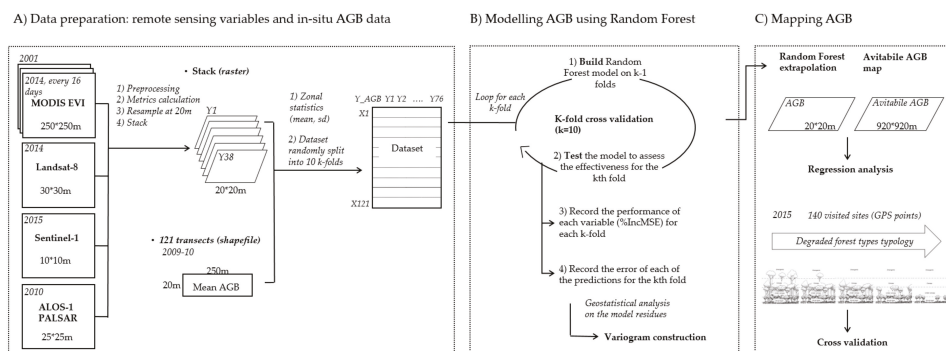 A) Data preparation: remote sensing variables and in-situ AGB data
2001
2014, every 16
days
MODIS EVI
250*250m
2014
Landsat-8
30*30m
2015
Sentinel-1
10*10m
2010
ALOS-1
PALSAR
25*25m
• Stack (raster)
1) Preprocessing
2) Metrics calculation
3) Resample at 20m
4) Stack
Y1
Y38
20*20m
• 121 transects (shapefile)
2009-10
250m
20m
Mean AGB
1) Zonal
statistics
(mean, sd)
2) Dataset
randomly split
into 10 k-folds
Y_AGB Y1 Y2 .... Y76
X1
Dataset
X121
B) Modelling AGB using Random Forest
Loop for each
k-fold
1) Build Random
Forest model on k-1
folds
K-fold cross validation
(k=10)
2) Test the model to assess
the effectiveness for the
kth fold
3) Record the performance of
each variable (%IncMSE) for
each k-fold
4) Record the error of each of
the predictions for the kth fold
Geostatistical analysis
on the model residues
Variogram construction
C) Mapping AGB
Random Forest
extrapolation
AGB
20*20m
Avitabile AGB
map
Avitabile AGB
920*920m
Regression analysis
2015 140 visited sites (GPS points)
Degraded forest types typology
Cross validation